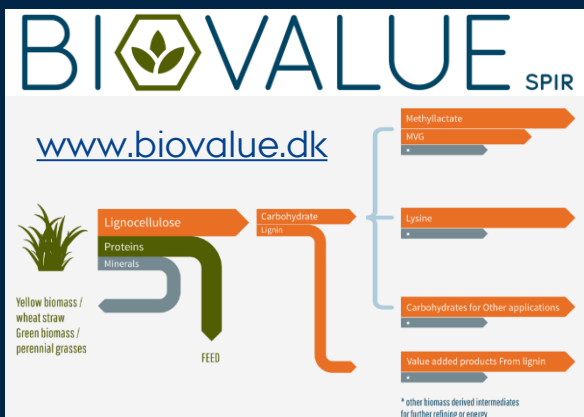 BIOVALUE SPIR
www.biovalue.dk
Methyllactate
MVG
*
Lignocellulose
Proteins
Minerals
Carbohydrate
Lignin
Lysine
*
Yellow biomass /
wheat straw
Green biomass /
perennial grasses
FEED
Carbohydrates for Other applications
*
Value added products From lignin
*
* other biomass derived intermediates
for further refining or energy